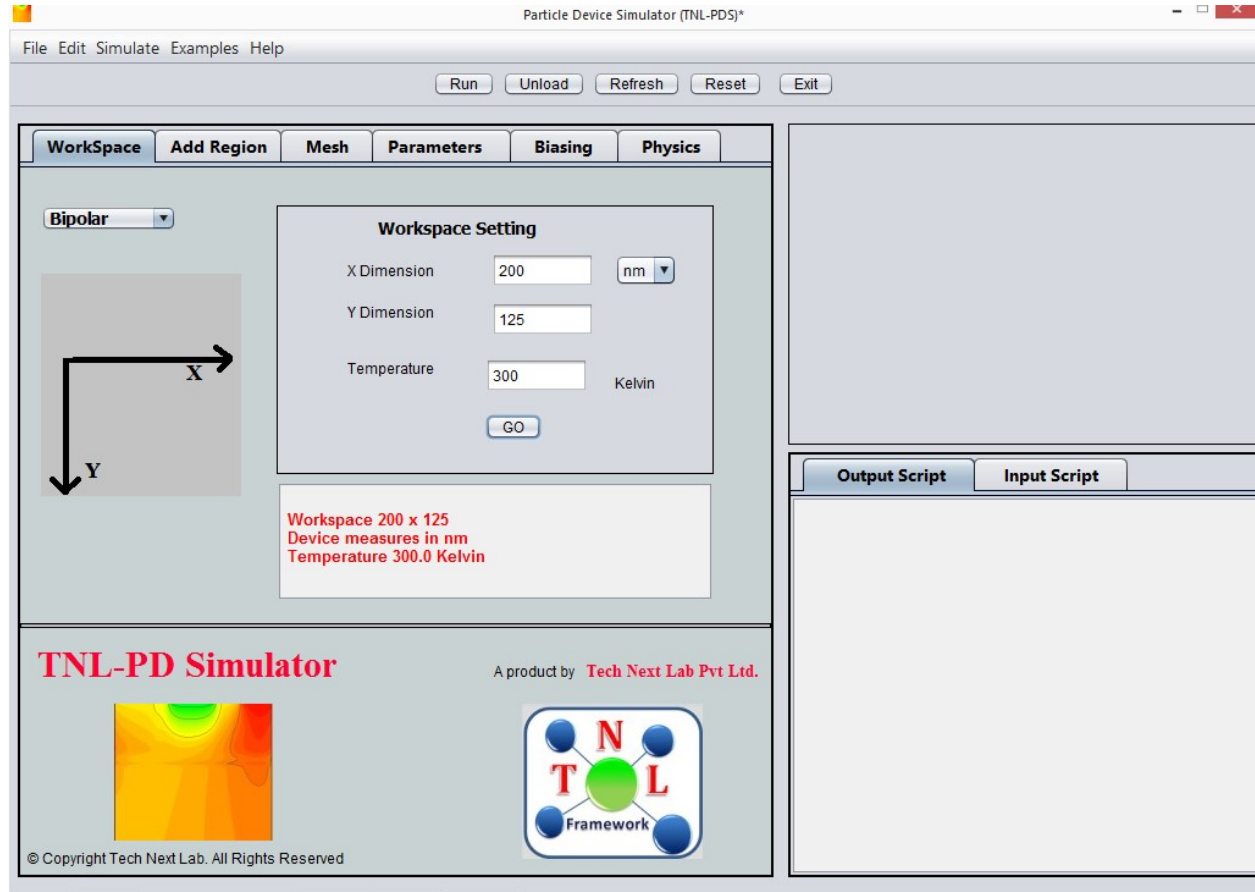 Particle Device Simulator (TNL-PDS)*
File Edit Simulate Examples Help
Run Unload Refresh Reset Exit
WorkSpace Add Region Mesh Parameters Biasing Physics
Bipolar
Workspace Setting
X Dimension 200 nm
Y Dimension 125
Temperature 300 Kelvin
GO
X
Y
Workspace 200 x 125
Device measures in nm
Temperature 300.0 Kelvin
Output Script Input Script
TNL-PD Simulator
A product by Tech Next Lab Pvt Ltd.
N
T L
Framework
© Copyright Tech Next Lab. All Rights Reserved